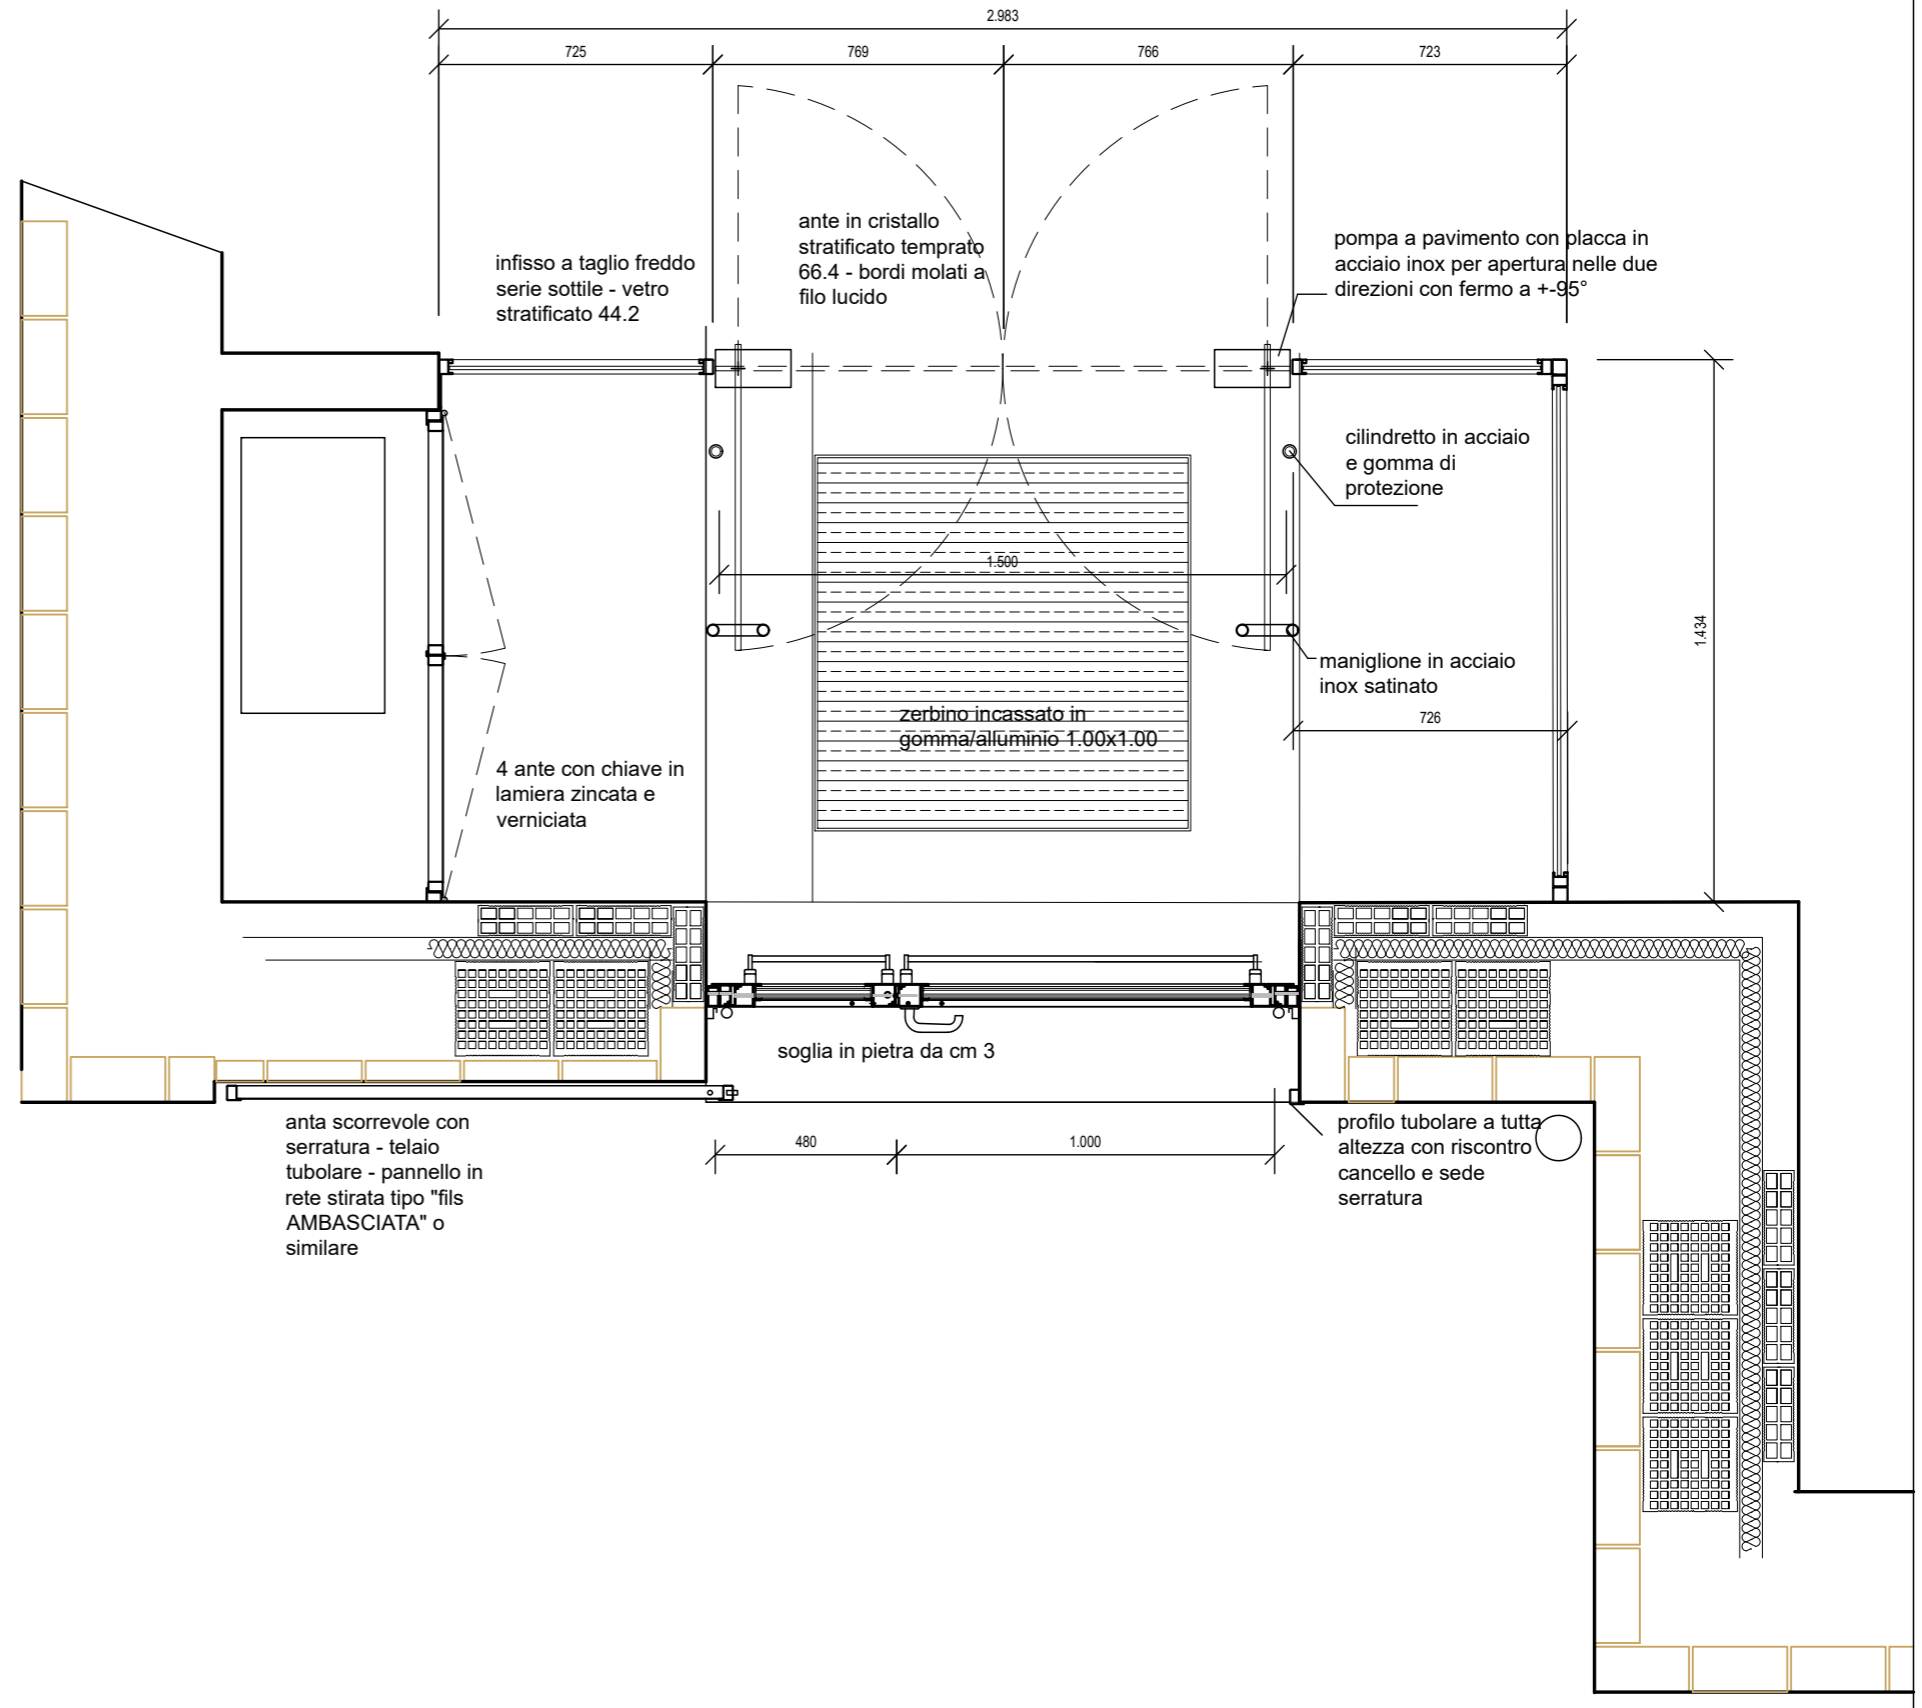 2.983
725
769
766
723
ante in cristallo
stratificato temprato
66.4 - bordi molati a
filo lucido
pompa a pavimento con placca in
acciaio inox per apertura nelle due
direzioni con fermo a +-95°
infisso a taglio freddo
serie sottile - vetro
stratificato 44.2
cilindretto in acciaio
e gomma di
protezione
1.500
1.434
maniglione in acciaio
inox satinato
726
zerbino incassato in
gomma/alluminio 1.00x1.00
4 ante con chiave in
lamiera zincata e
verniciata
soglia in pietra da cm 3
anta scorrevole con
serratura - telaio
tubolare - pannello in
rete stirata tipo "fils
AMBASCIATA" o
similare
480
1.000
profilo tubolare a tutta
altezza con riscontro
cancello e sede
serratura